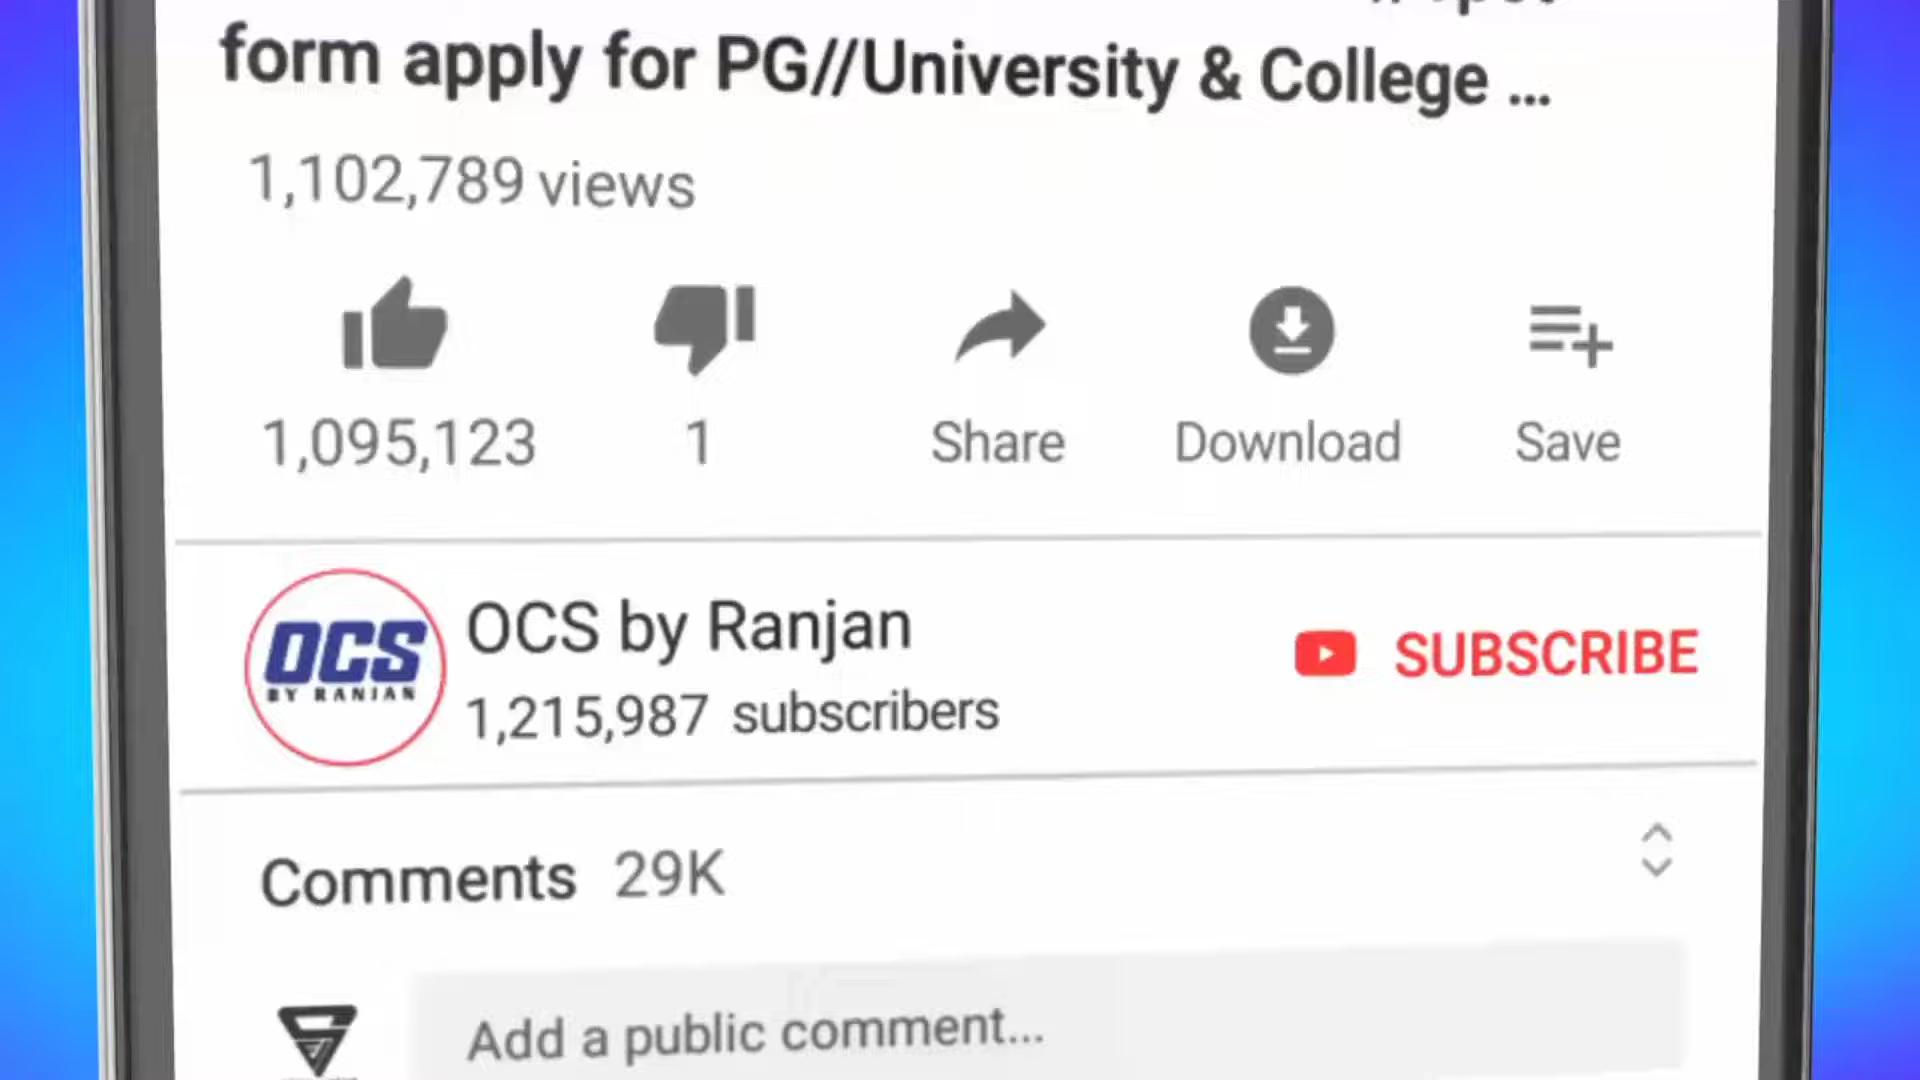 form apply for PG//University & College ...
1,102,789 views
1,095,123
1
Share
Download
Save
OCS
BY RANJAN
OCS by Ranjan
1,215,987 subscribers
SUBSCRIBE
Comments 29K
Add a public comment...